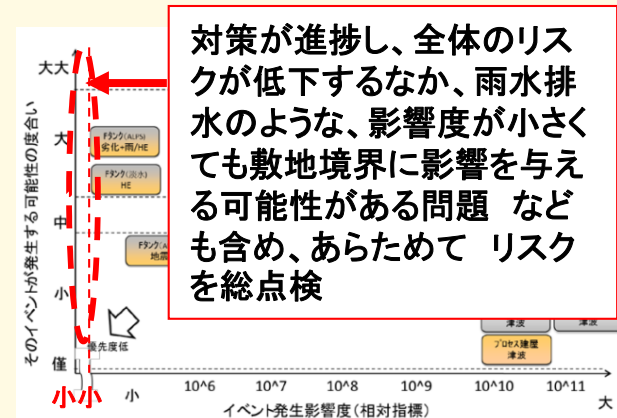 対策が進捗し、全体のリス
クが低下するなか、雨水排
水のような、影響度が小さく
ても敷地境界に影響を与え
る可能性がある問題　など
も含め、あらためて　リスク
を総点検
そのイベントが発生する可能性の度合い
大大
大
中
小
僅
Fタンク(ALPS)
劣化+雨/HE
Fタンク(淡水)
HE
Fタンク(A
地震
優先度低
津波
津波
プロセス建屋
津波
小小
小
10^6
10^7
10^8
10^9
10^10
10^11
大
イベント発生影響度(相対指標)